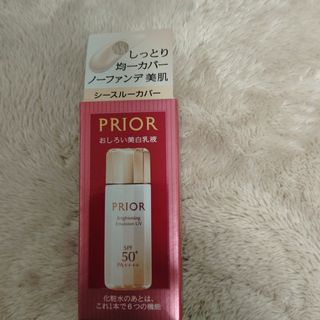 しっとり
均一カバー
ノーファンデ 美肌
シースルーカバー
PRIOR
おしろい美白乳液
PRIOR
Brightening
Emulsion UV
SPF
50+
PA++++
化粧水のあとは、
これ1本で6つの機能